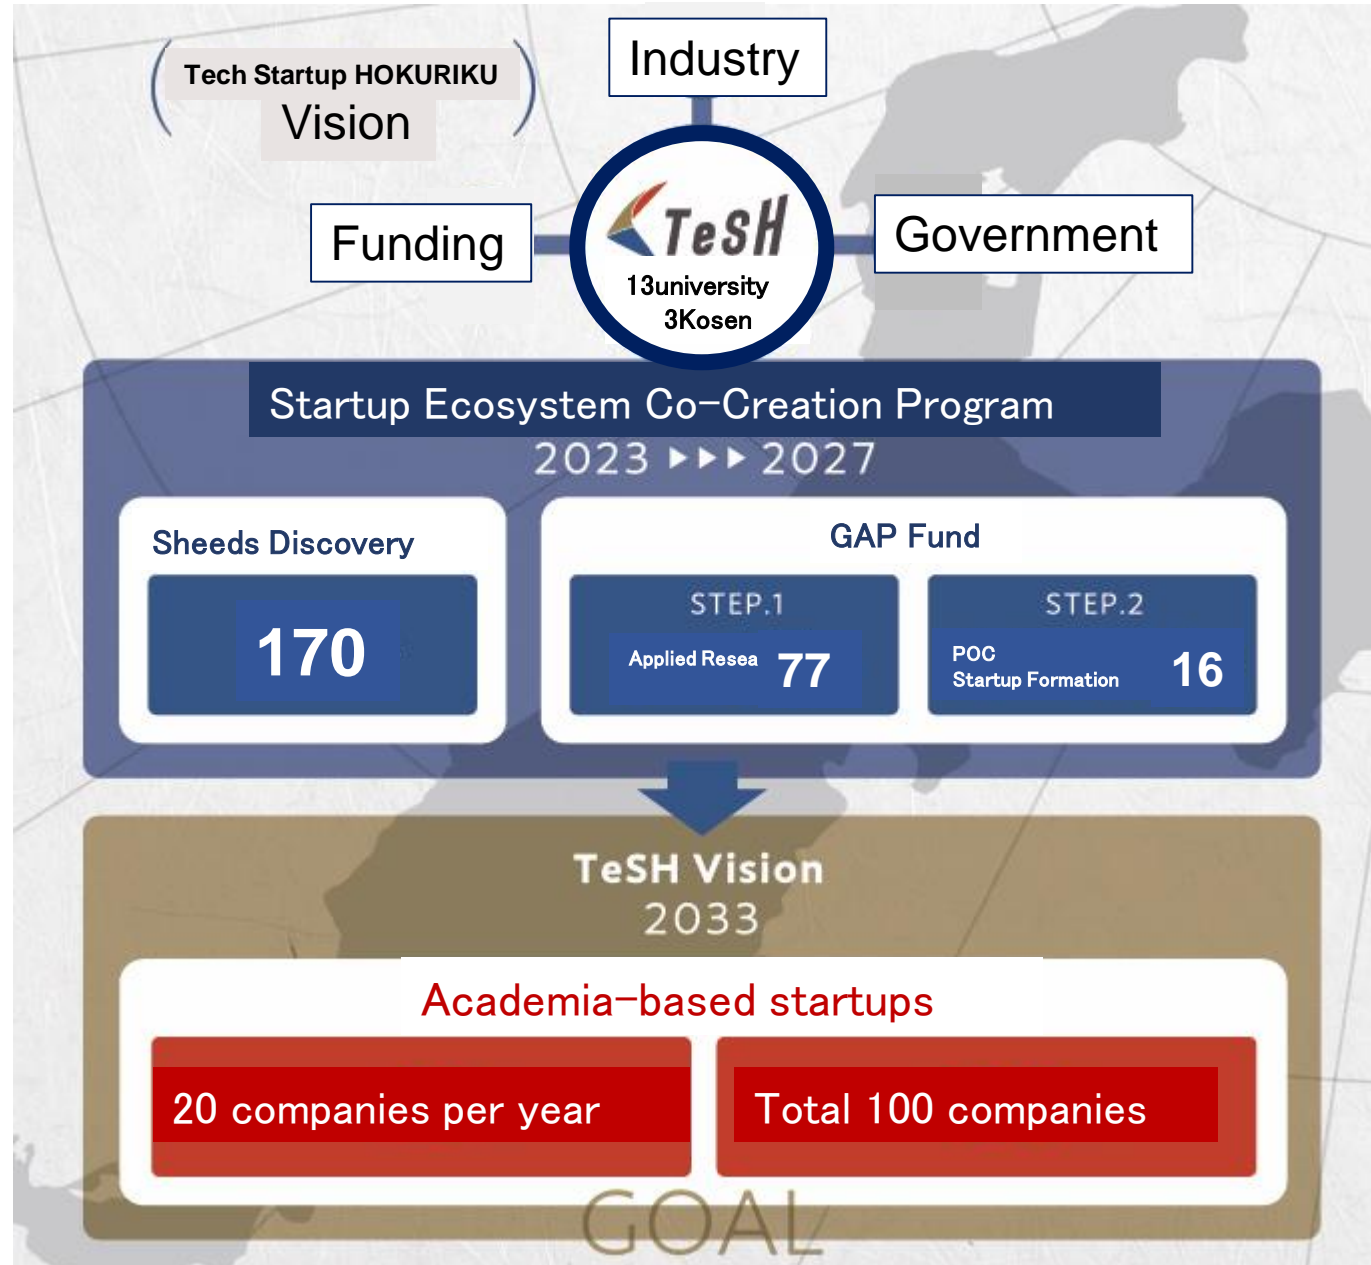 Tech Startup HOKURIKU
Vision
Industry
Funding
TeSH
13university
3Kosen
Government
Startup Ecosystem Co-Creation Program
2023 ▶▶▶ 2027
Sheeds Discovery
170
GAP Fund
STEP.1
Applied Resea 77
STEP.2
POC
Startup Formation 16
TeSH Vision
2033
Academia-based startups
20 companies per year
Total 100 companies
GOAL